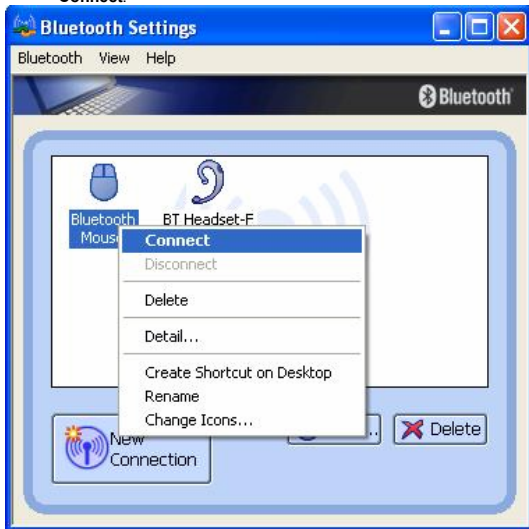 Connect.
Bluetooth Settings
Bluetooth View Help
Bluetooth
Bluetooth BT Headset-F
Mouse
Connect
Disconnect
Delete
Detail...
Create Shortcut on Desktop
Rename
Change Icons...
New
Connection
Delete